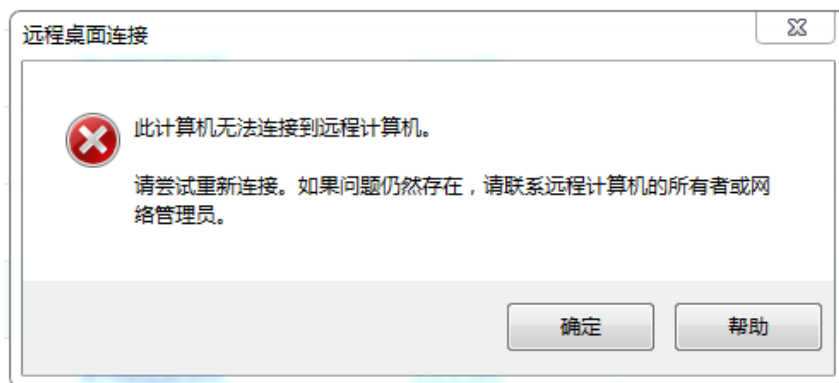 远程桌面连接
此计算机无法连接到远程计算机。
请尝试重新连接。如果问题仍然存在，请联系远程计算机的所有者或网
络管理员。
确定
帮助